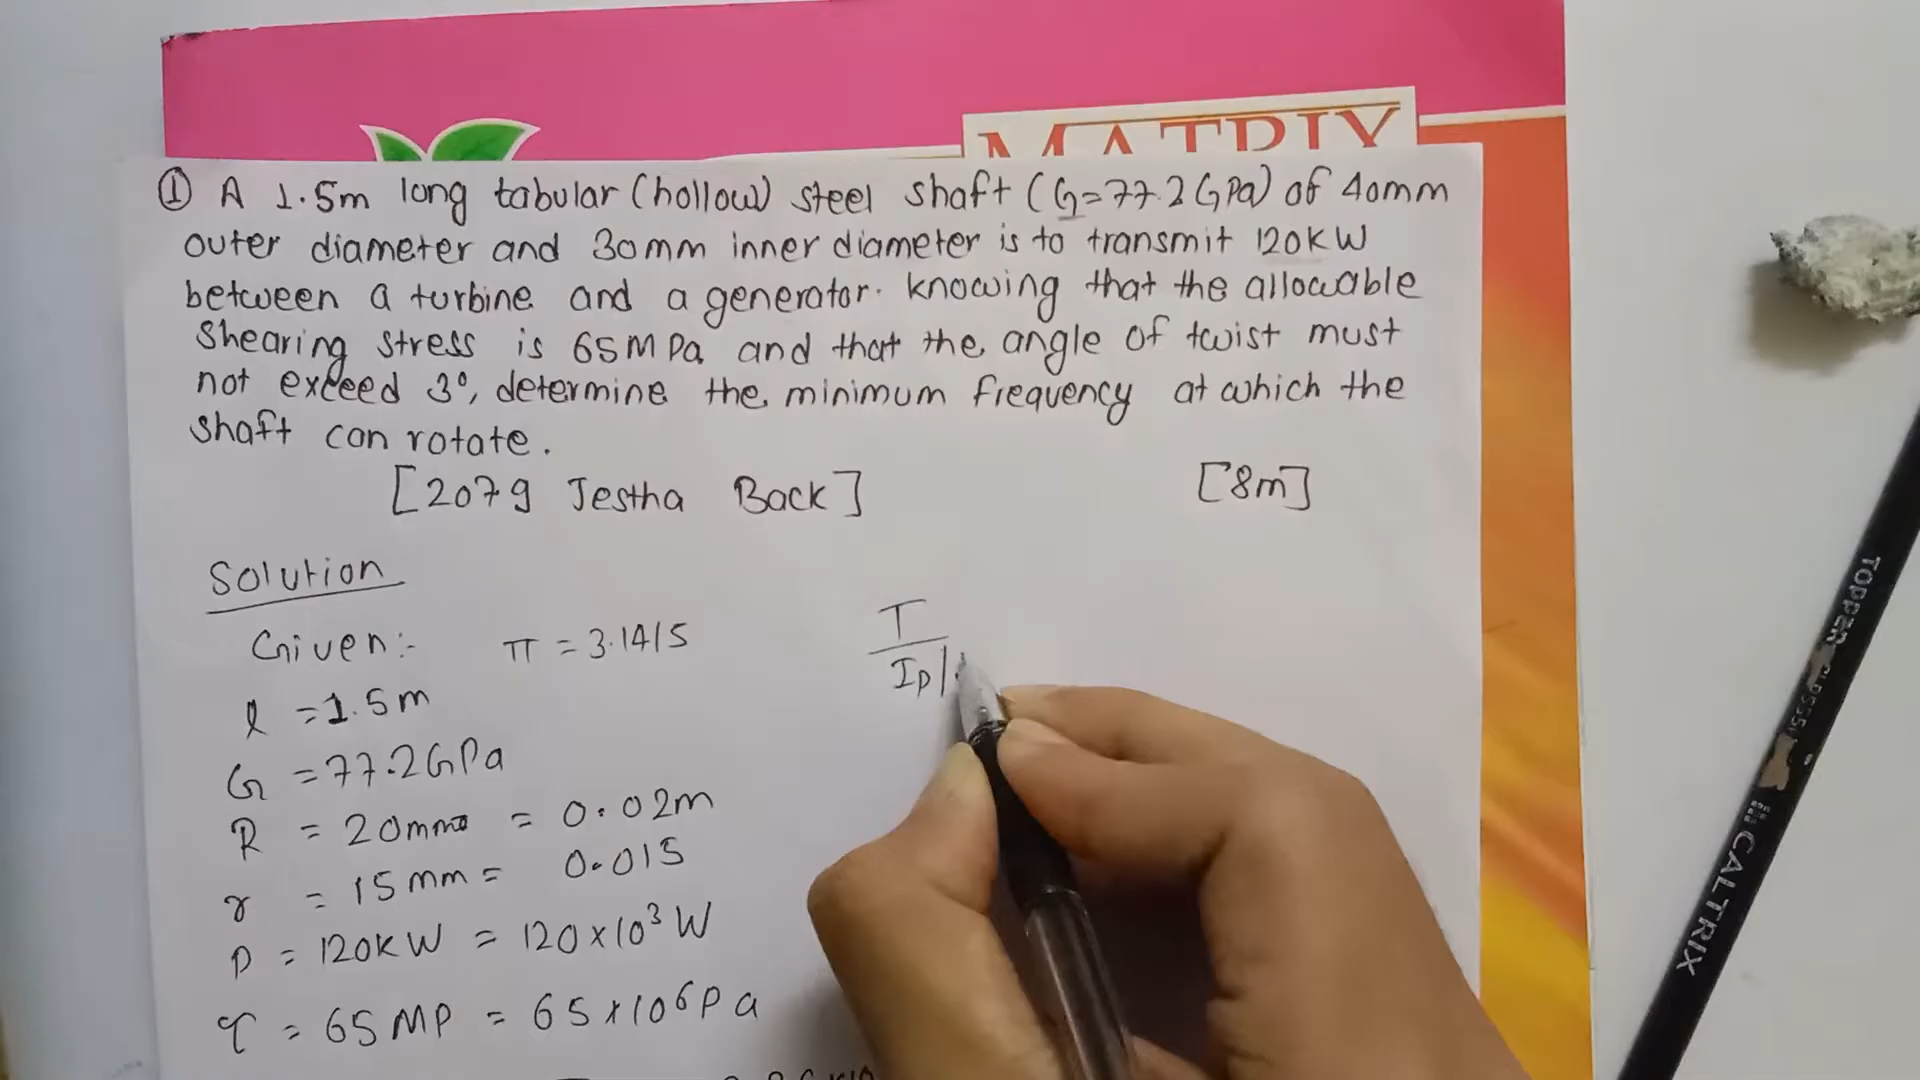 MATRIX
① A 1.5m long tabular (hollow) steel shaft (G=77.2GPa) of 40mm
outer diameter and 30mm inner diameter is to transmit 120KW
between a turbine and a generator. Knowing that the allowable
shearing stress is 65MPa and that the angle of twist must
not exceed 3°, determine the minimum frequency at which the
shaft can rotate.
[2079 Jestha Back] [8m]
Solution
Given:- π = 3.1415
l = 1.5m
G = 77.2GPa
R = 20mm = 0.02m
r = 15mm = 0.015
P = 120KW = 120×10³W
τ = 65MP = 65×10⁶Pa
T
Ip/
TOPPER
CALTRIX